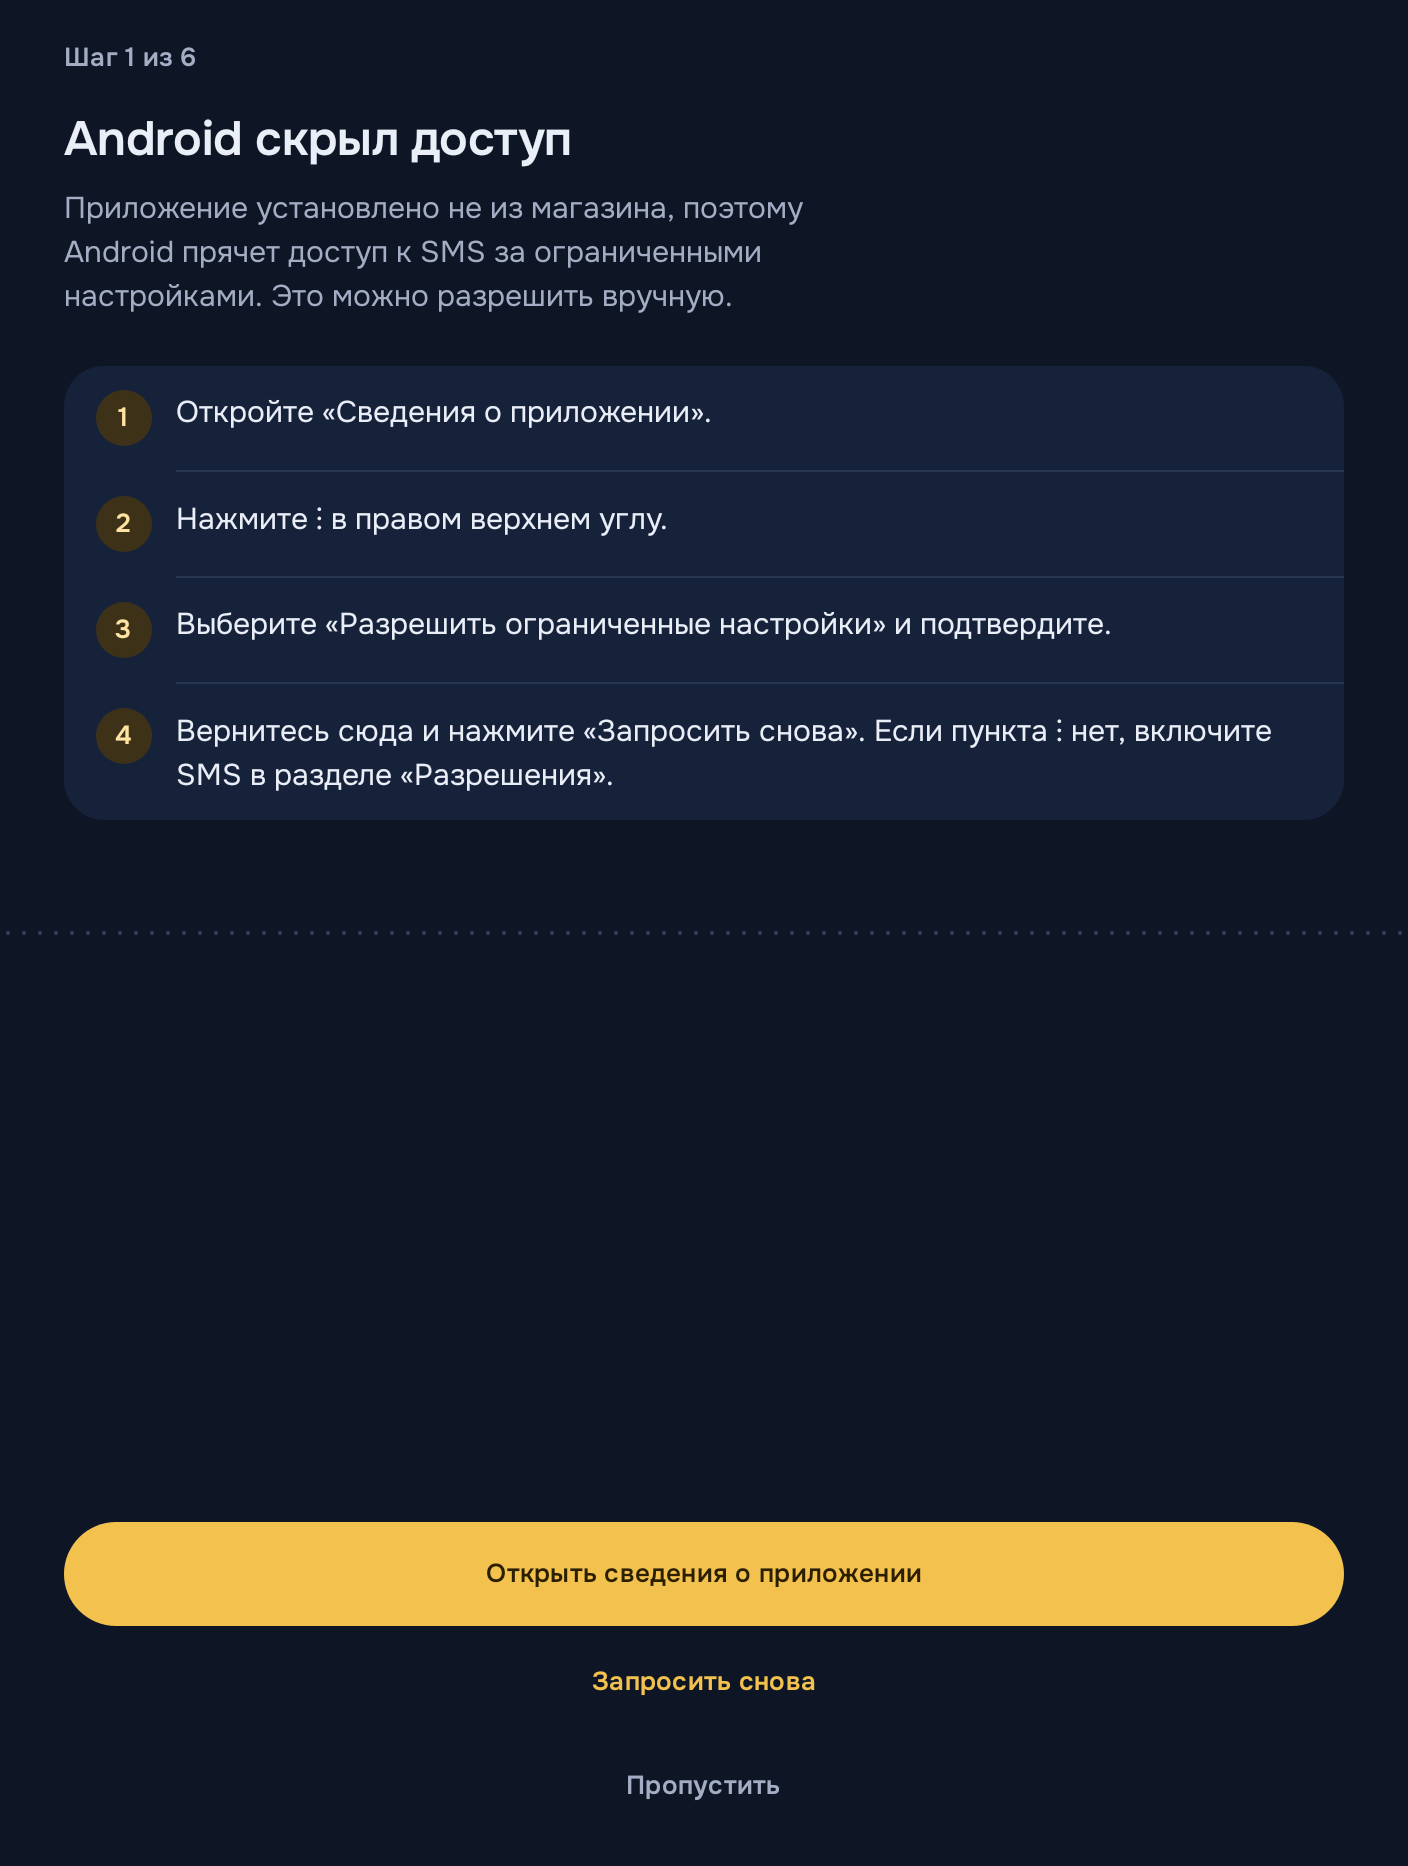 Шаг 1 из 6
Android скрыл доступ
Приложение установлено не из магазина, поэтому
Android прячет доступ к SMS за ограниченными
настройками. Это можно разрешить вручную.
1 Откройте «Сведения о приложении».
2 Нажмите ⋮ в правом верхнем углу.
3 Выберите «Разрешить ограниченные настройки» и подтвердите.
4 Вернитесь сюда и нажмите «Запросить снова». Если пункта ⋮ нет, включите
SMS в разделе «Разрешения».
Открыть сведения о приложении
Запросить снова
Пропустить